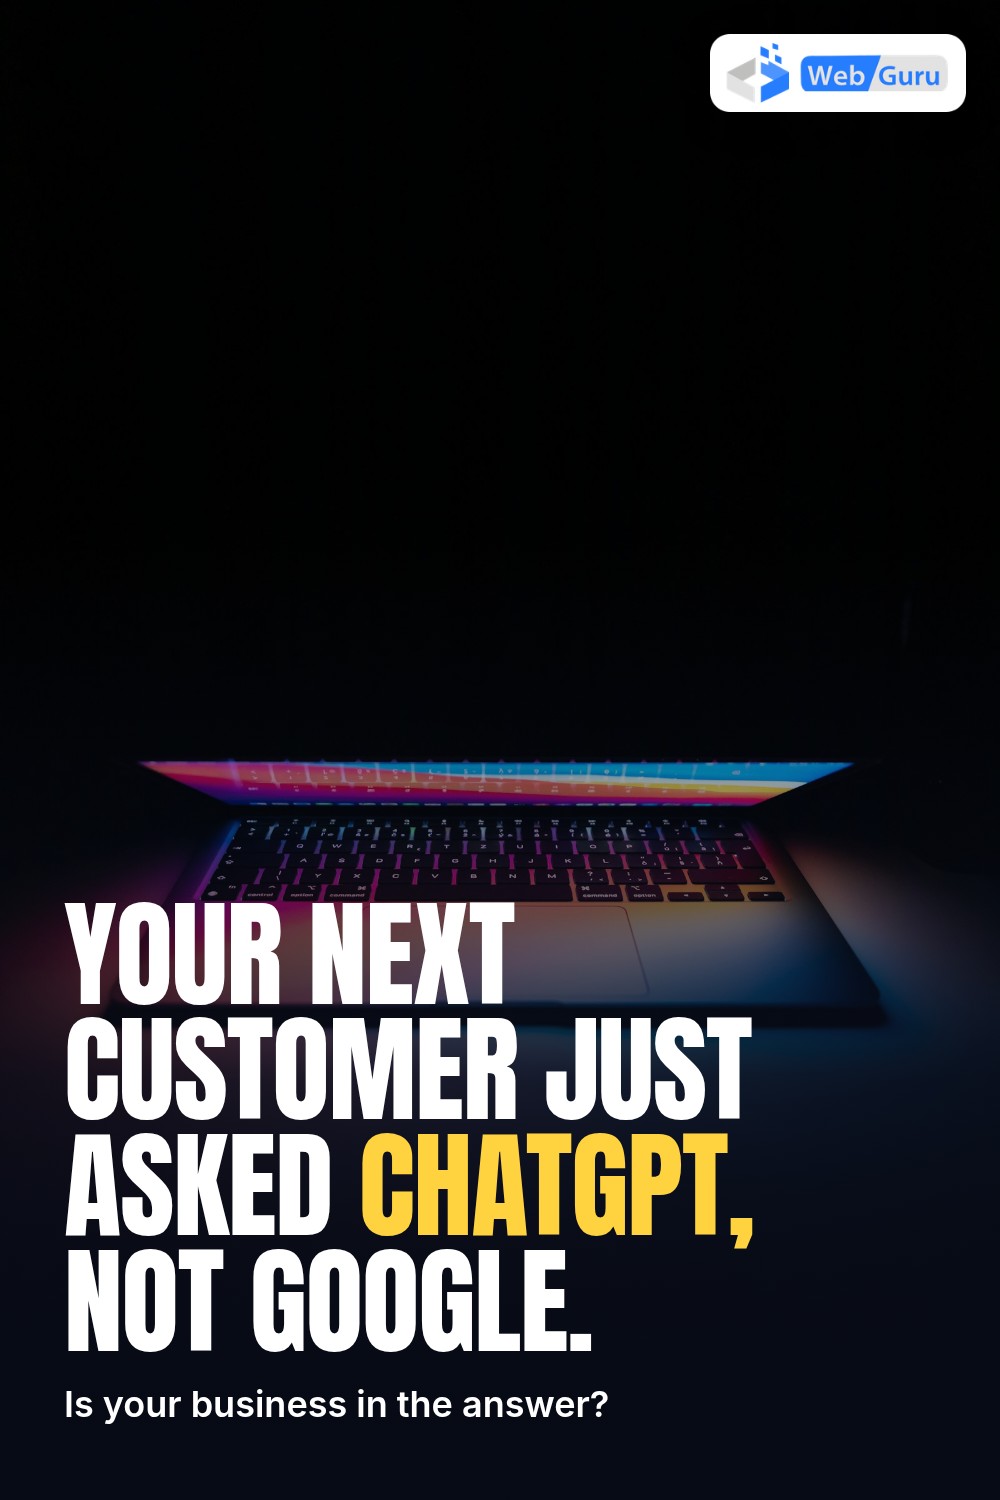 Web Guru
YOUR NEXT
CUSTOMER JUST
ASKED CHATGPT,
NOT GOOGLE.
Is your business in the answer?